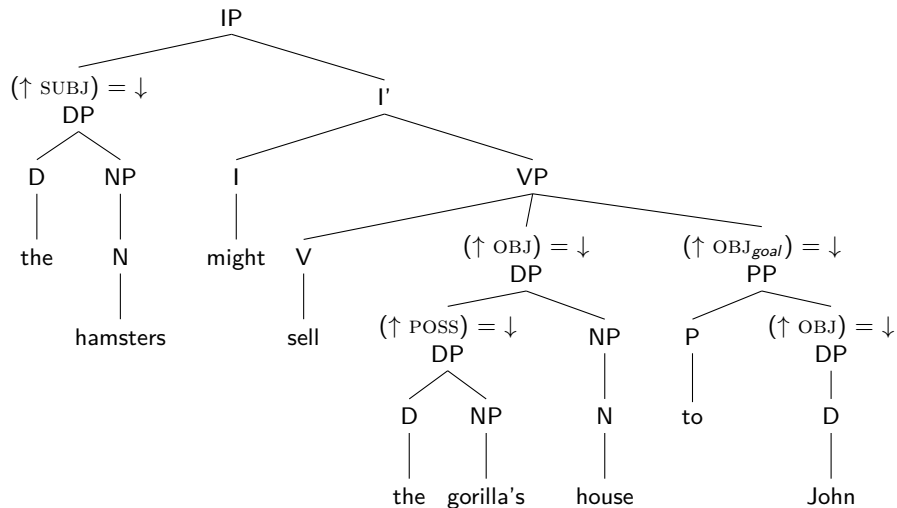 IP
(↑ SUBJ) = ↓
DP
I'
D NP I VP
the N might V (↑ OBJ) = ↓ (↑ OBJgoal) = ↓
DP PP
hamsters sell (↑ POSS) = ↓ NP P (↑ OBJ) = ↓
DP DP
D NP N to D
the gorilla's house John